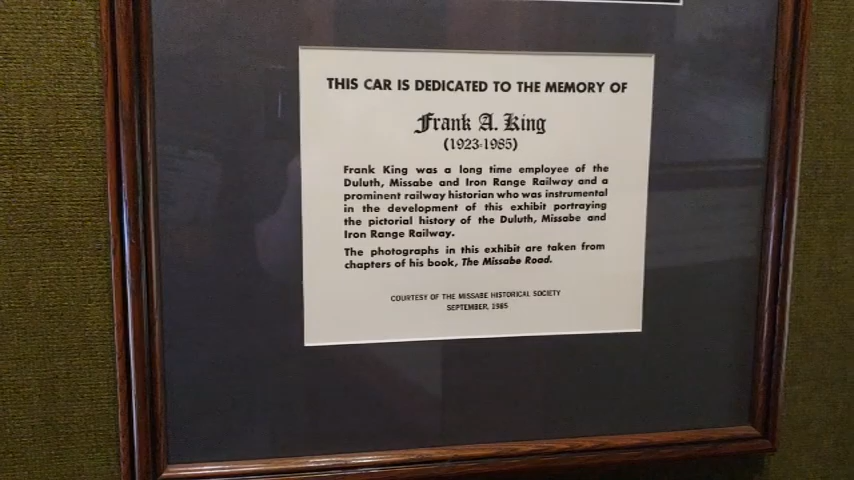 THIS CAR IS DEDICATED TO THE MEMORY OF
Frank A. King
(1923-1985)
Frank King was a long time employee of the
Duluth, Missabe and Iron Range Railway and a
prominent railway historian who was instrumental
in the development of this exhibit portraying
the pictorial history of the Duluth, Missabe and
Iron Range Railway.
The photographs in this exhibit are taken from
chapters of his book, The Missabe Road.
COURTESY OF THE MISSABE HISTORICAL SOCIETY
SEPTEMBER, 1985